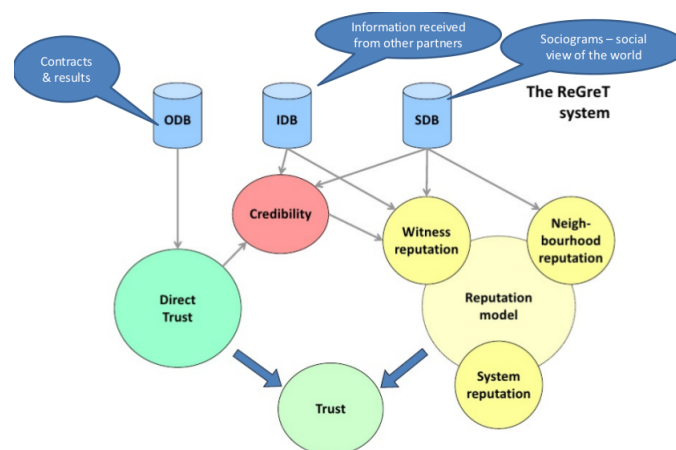 Contracts
& results
Information received
from other partners
Sociograms – social
view of the world
The ReGreT
system
ODB
IDB
SDB
Credibility
Witness
reputation
Neigh-
bourhood
reputation
Direct
Trust
Reputation
model
System
reputation
Trust